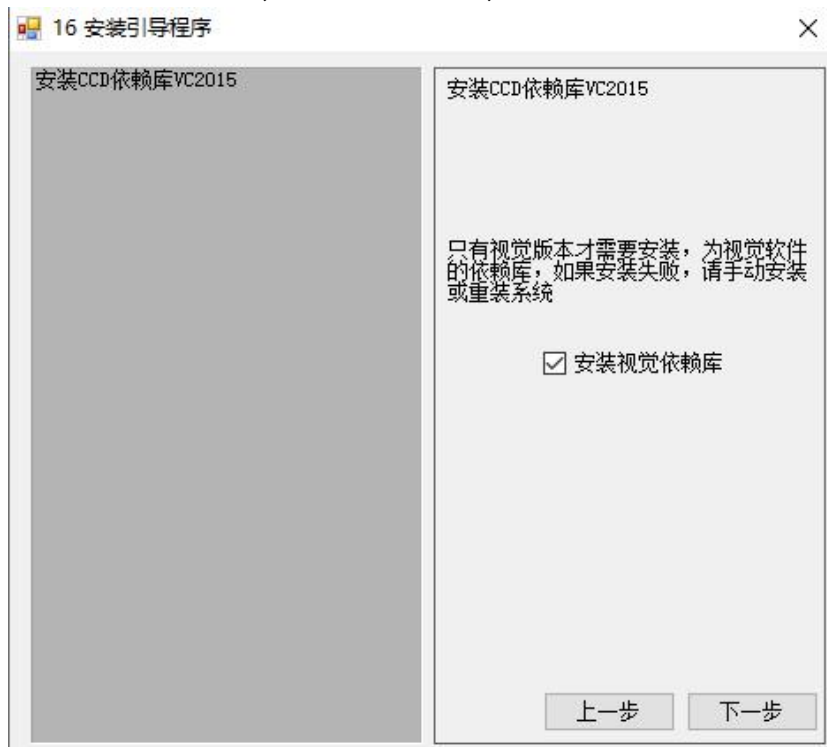 16 安装引导程序
安装CCD依赖库VC2015
安装CCD依赖库VC2015
只有视觉版本才需要安装，为视觉软件
的依赖库，如果安装失败，请手动安装
或重装系统
安装视觉依赖库
上一步
下一步